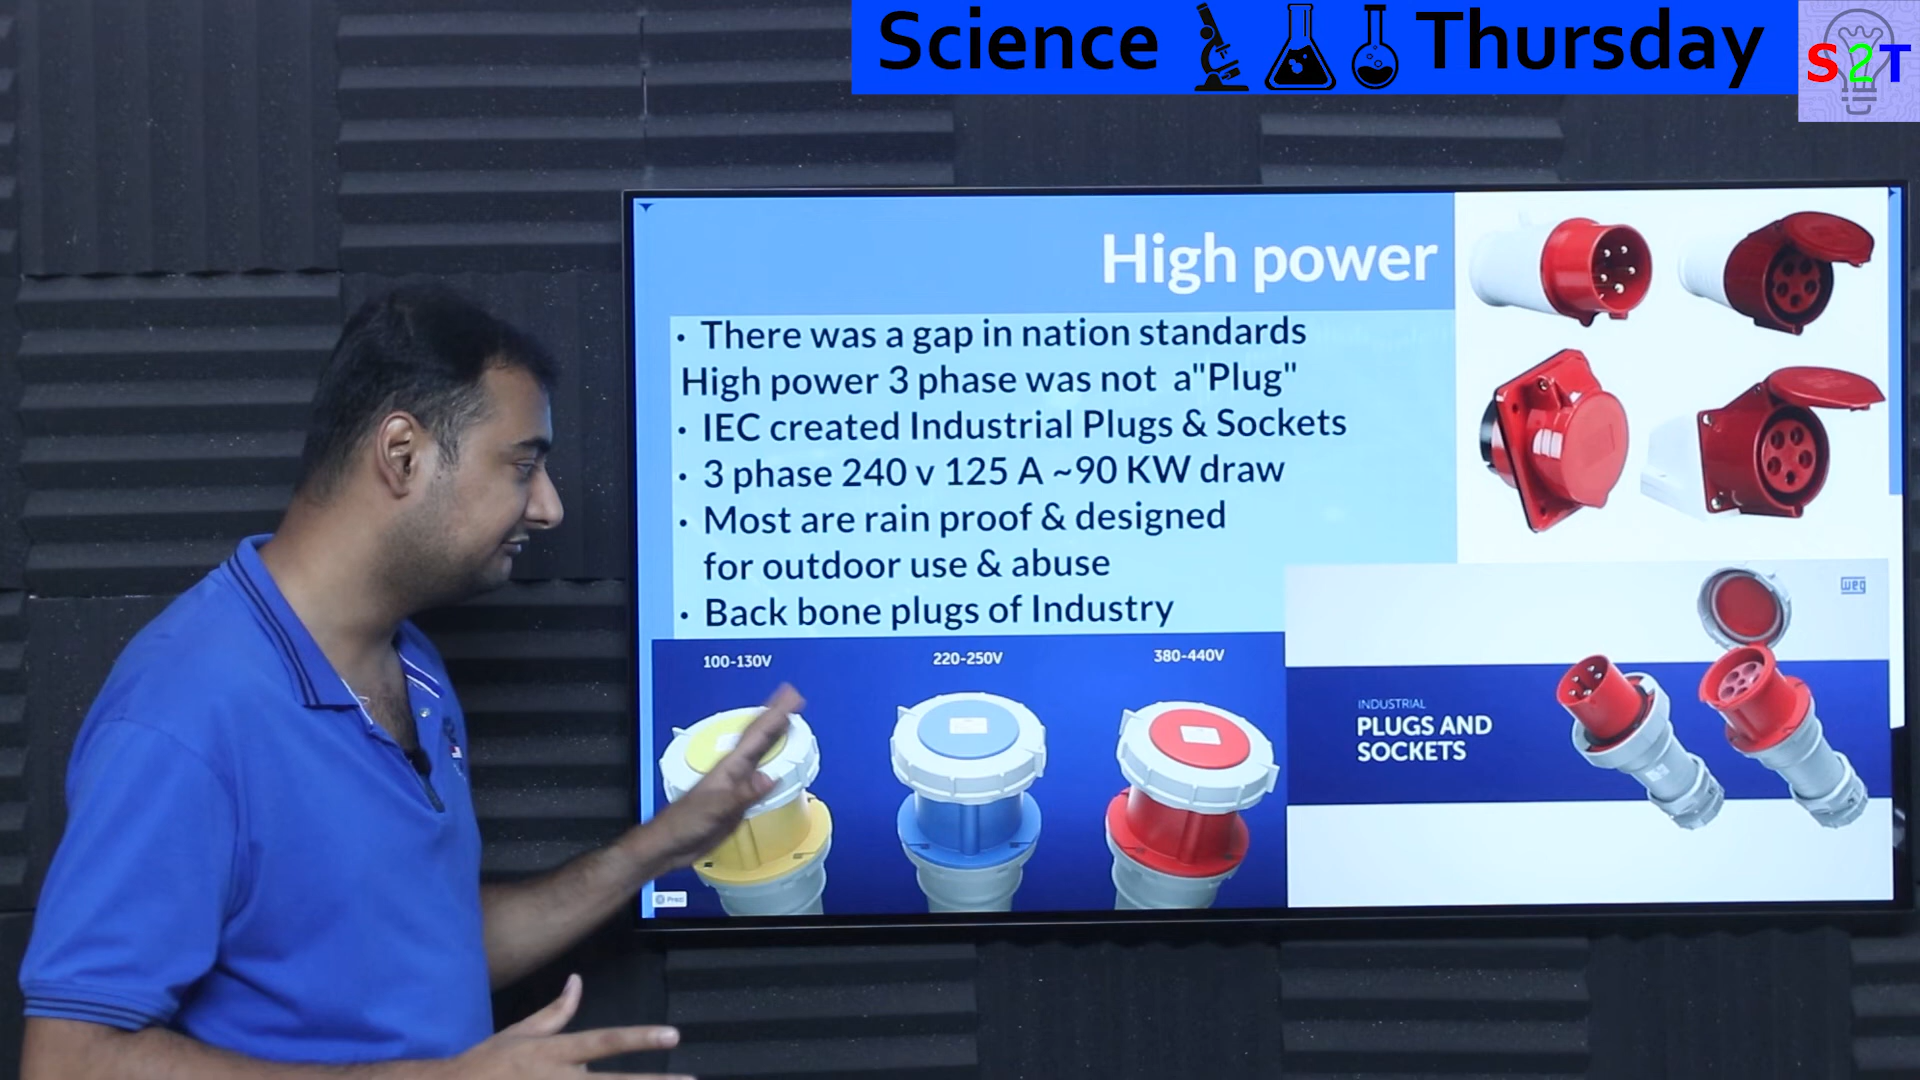 Science Thursday
S2T
High power
• There was a gap in nation standards
High power 3 phase was not a"Plug"
• IEC created Industrial Plugs & Sockets
• 3 phase 240 v 125 A ~90 KW draw
• Most are rain proof & designed
for outdoor use & abuse
• Back bone plugs of Industry
100-130V
220-250V
380-440V
weg
INDUSTRIAL
PLUGS AND
SOCKETS
Prezi